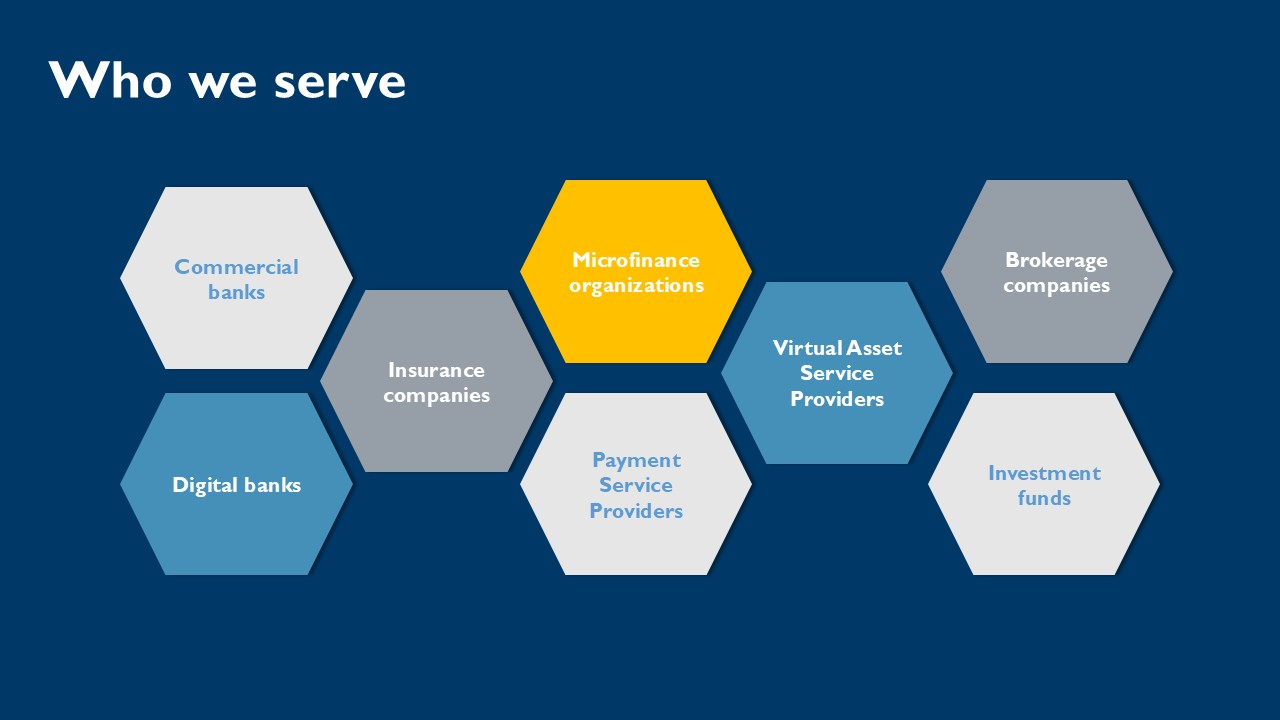 Who we serve
Commercial
banks
Digital banks
Insurance
companies
Microfinance
organizations
Payment
Service
Providers
Virtual Asset
Service
Providers
Brokerage
companies
Investment
funds